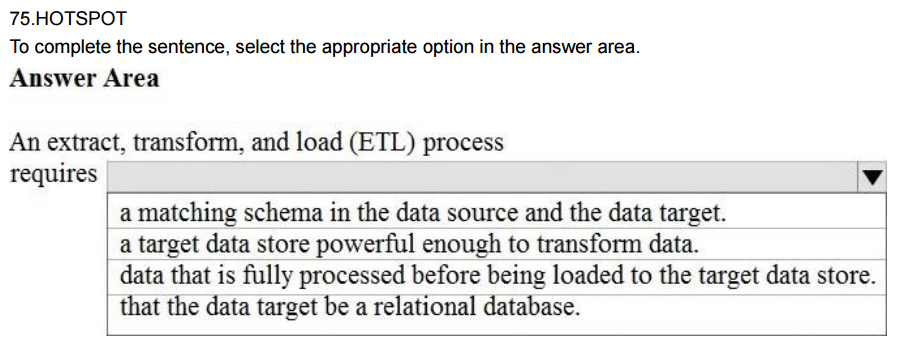 75.HOTSPOT
To complete the sentence, select the appropriate option in the answer area.
Answer Area
An extract, transform, and load (ETL) process
requires
a matching schema in the data source and the data target.
a target data store powerful enough to transform data.
data that is fully processed before being loaded to the target data store.
that the data target be a relational database.